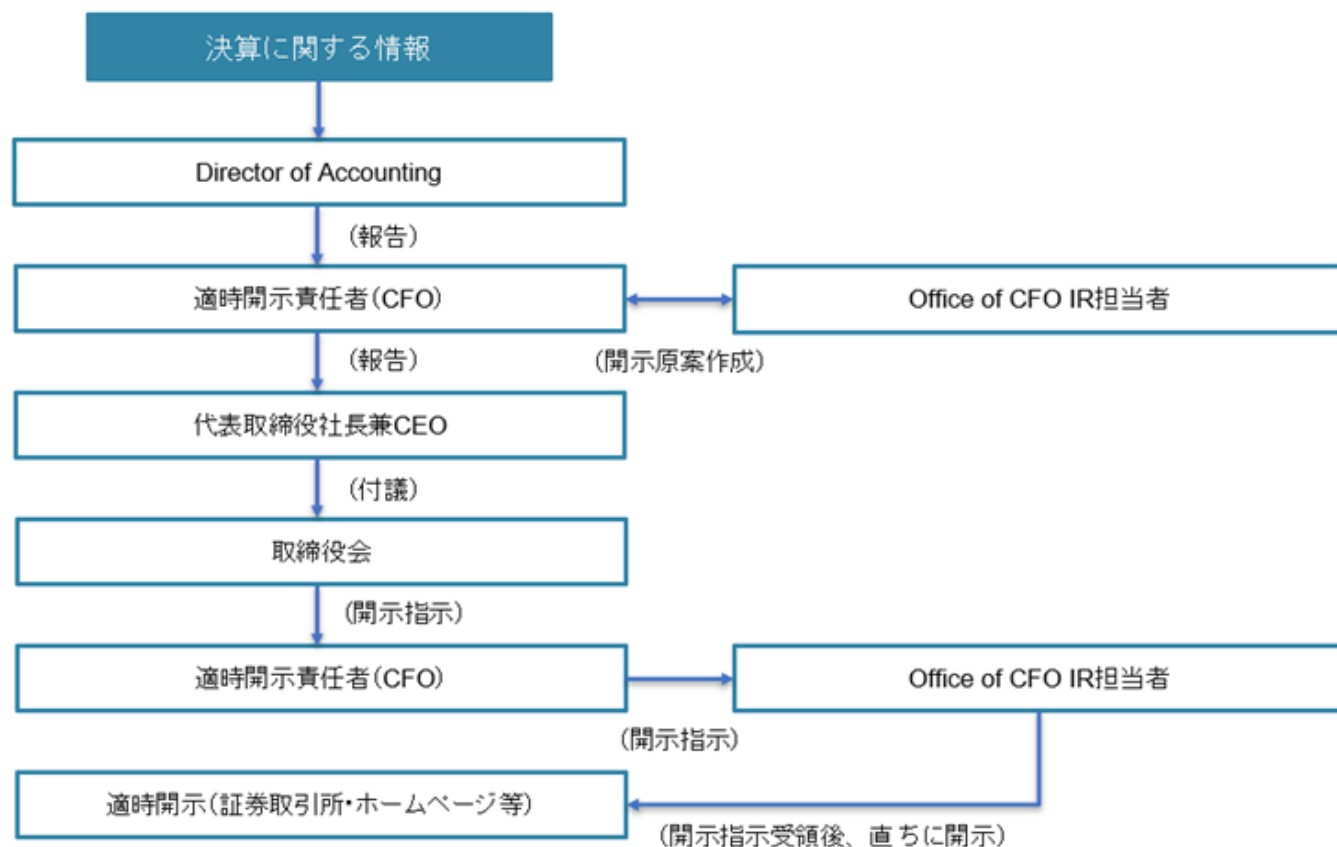 決算に関する情報
Director of Accounting
（報告）
適時開示責任者（CFO）
Office of CFO IR担当者
（報告）
（開示原案作成）
代表取締役社長兼CEO
（付議）
取締役会
（開示指示）
適時開示責任者（CFO）
Office of CFO IR担当者
（開示指示）
適時開示（証券取引所・ホームページ等）
（開示指示受領後、直ちに開示）